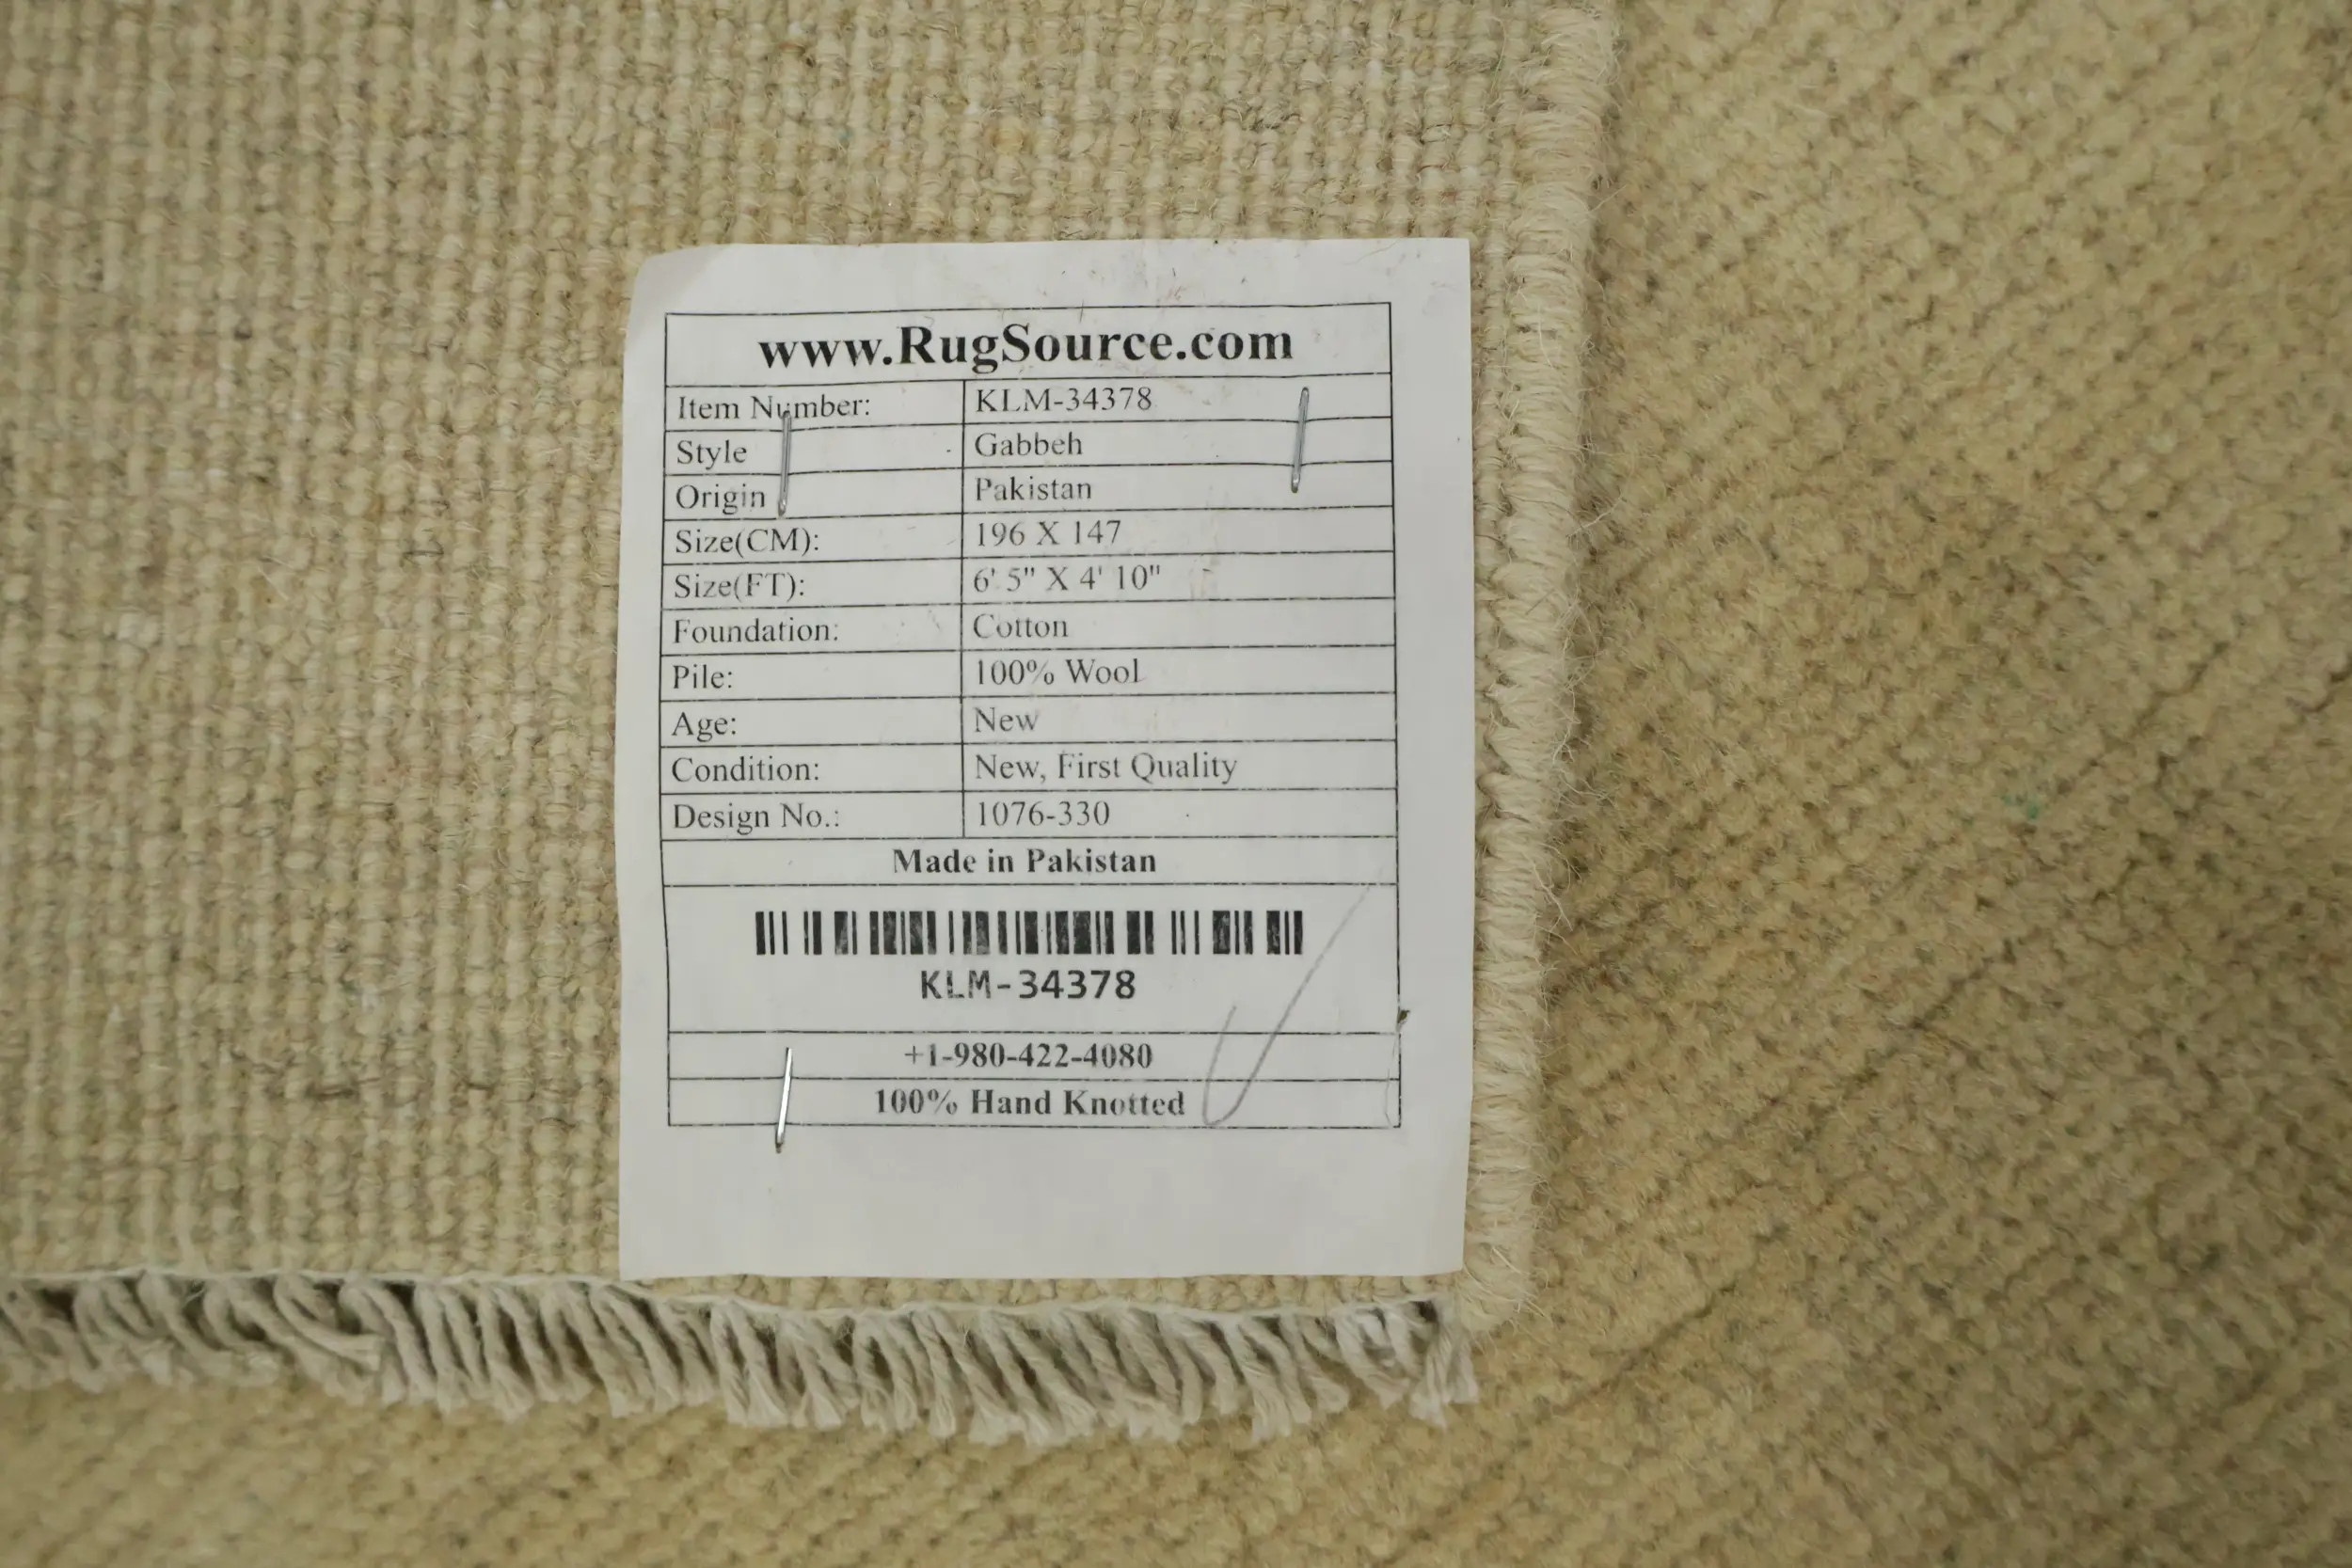 www.RugSource.com
Item Number: KLM-34378
Style Gabbeh
Origin Pakistan
Size(CM): 196 X 147
Size(FT): 6' 5" X 4' 10"
Foundation: Cotton
Pile: 100% Wool
Age: New
Condition: New, First Quality
Design No.: 1076-330
Made in Pakistan
KLM-34378
+1-980-422-4080
100% Hand Knotted